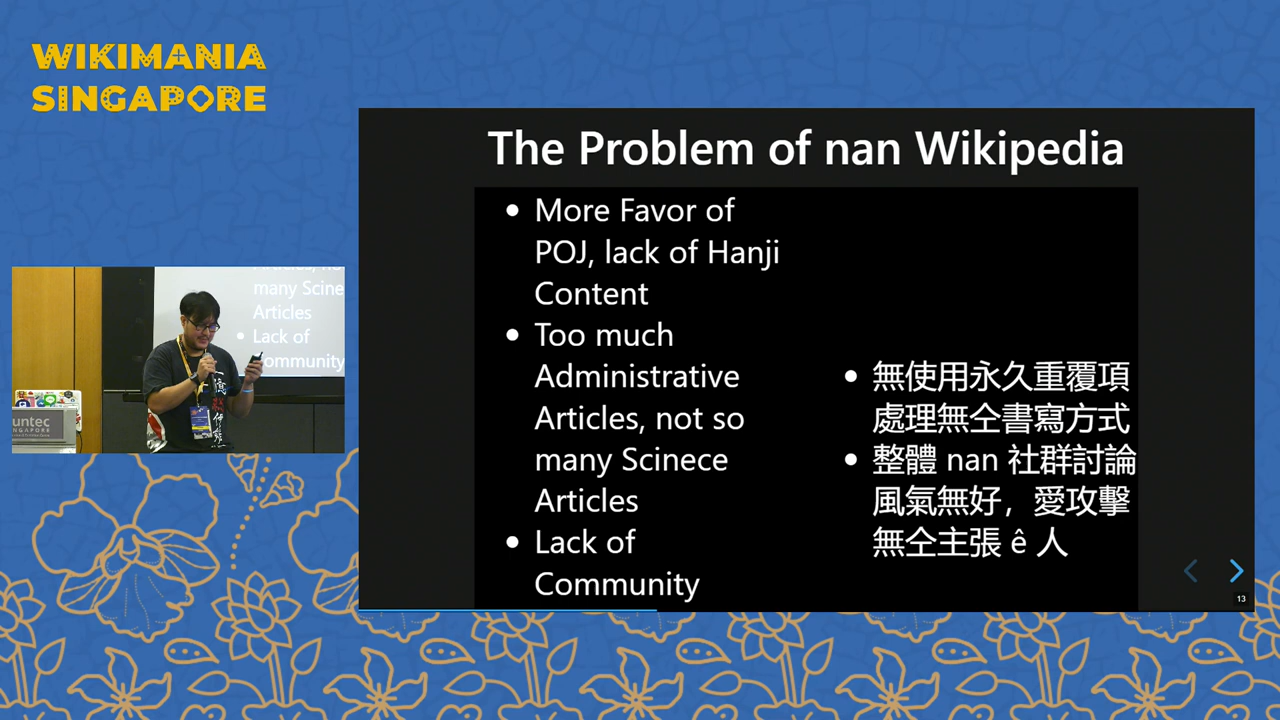 WIKIMANIA
SINGAPORE
The Problem of nan Wikipedia
More Favor of
POJ, lack of Hanji
Content
Too much
Administrative
Articles, not so
many Scinece
Articles
Lack of
Community
無使用永久重覆項
處理無仝書寫方式
整體 nan 社群討論
風氣無好，愛攻擊
無仝主張 ê 人
13
many Scine
Articles
Lack of
ommunity
untec